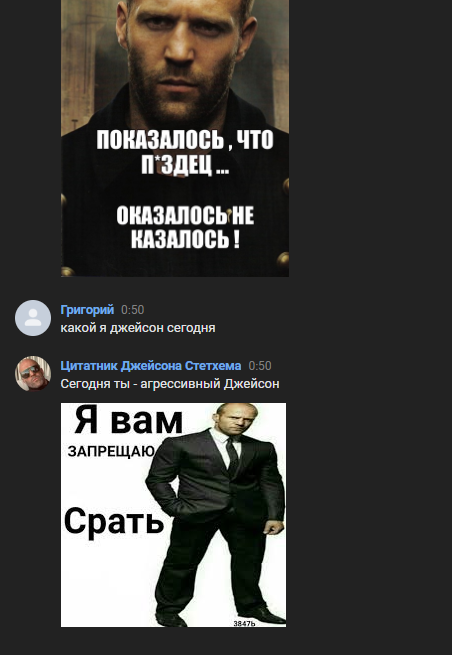 ПОКАЗАЛОСЬ , ЧТО
П*ЗДЕЦ ...
ОКАЗАЛОСЬ НЕ
КАЗАЛОСЬ !
Григорий 0:50
какой я джейсон сегодня
Цитатник Джейсона Стетхема 0:50
Сегодня ты - агрессивный Джейсон
Я вам
ЗАПРЕЩАЮ
Срать
3847Ь